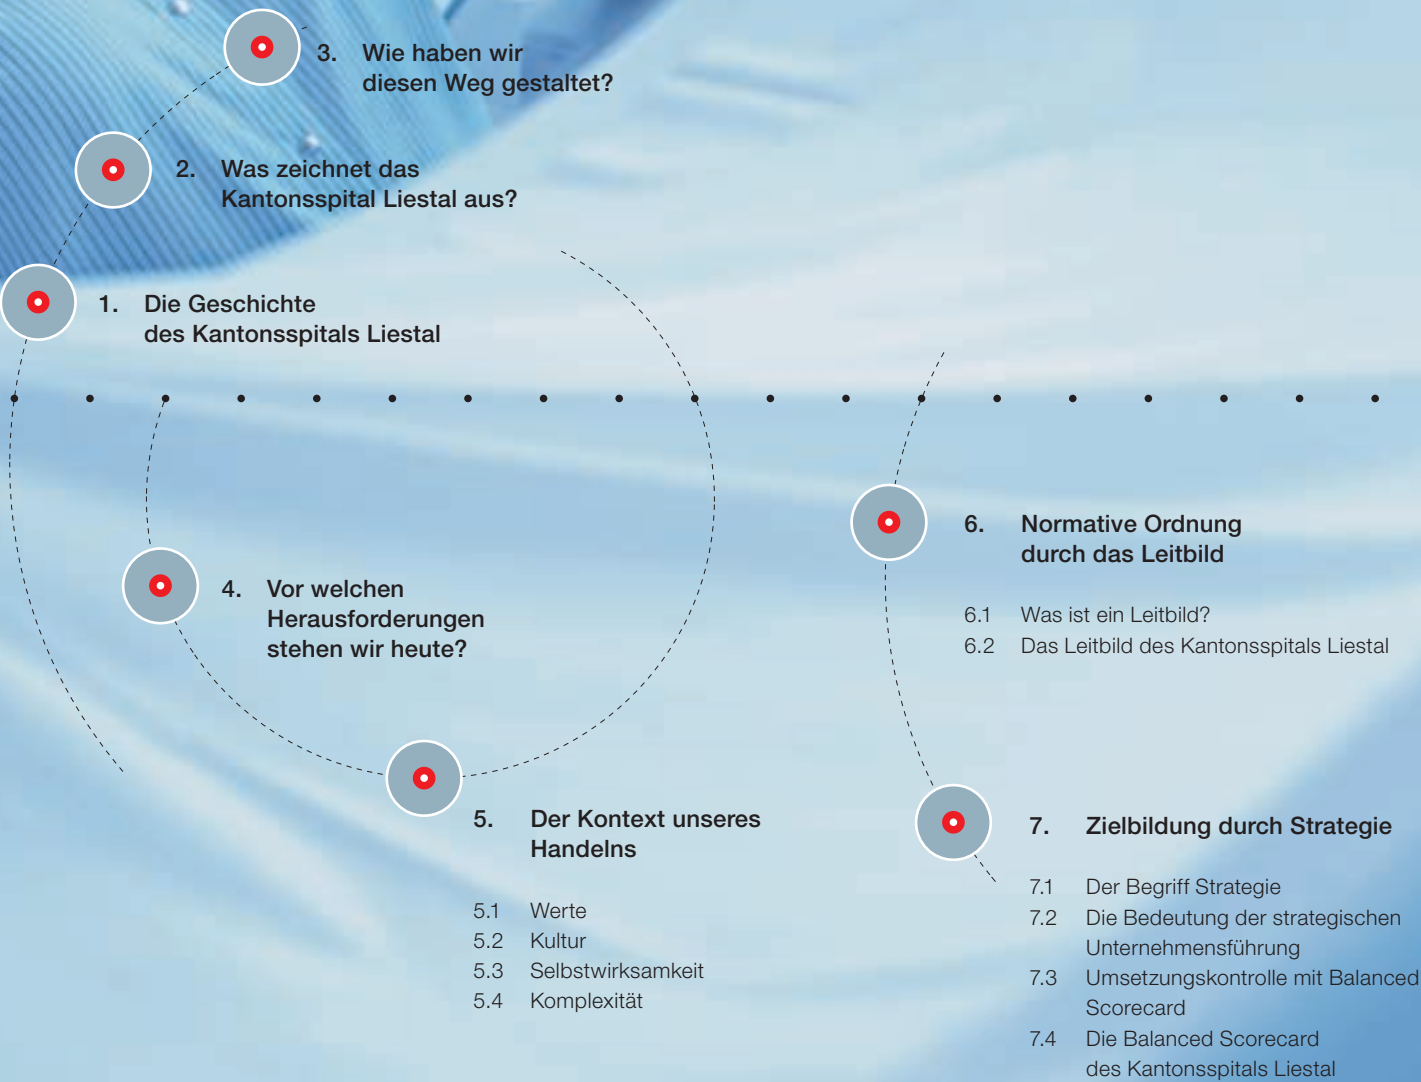 3. Wie haben wir
diesen Weg gestaltet?
2. Was zeichnet das
Kantonsspital Liestal aus?
1. Die Geschichte
des Kantonsspitals Liestal
4. Vor welchen
Herausforderungen
stehen wir heute?
5. Der Kontext unseres
Handelns
5.1 Werte
5.2 Kultur
5.3 Selbstwirksamkeit
5.4 Komplexität
6. Normative Ordnung
durch das Leitbild
6.1 Was ist ein Leitbild?
6.2 Das Leitbild des Kantonsspitals Liestal
7. Zielbildung durch Strategie
7.1 Der Begriff Strategie
7.2 Die Bedeutung der strategischen
Unternehmensführung
7.3 Umsetzungskontrolle mit Balanced
Scorecard
7.4 Die Balanced Scorecard
des Kantonsspitals Liestal